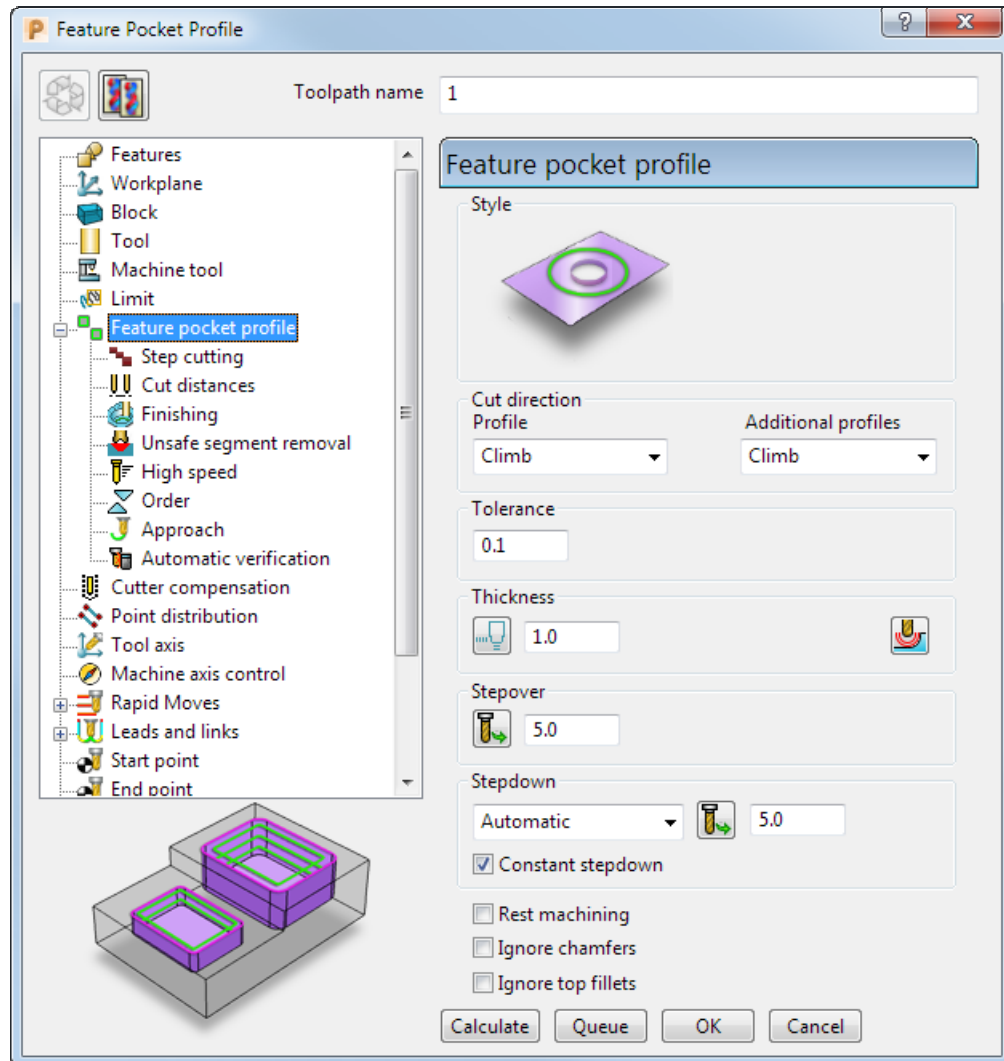 Feature Pocket Profile
Toolpath name 1
Features
Workplane
Block
Tool
Machine tool
Limit
Feature pocket profile
Step cutting
Cut distances
Finishing
Unsafe segment removal
High speed
Order
Approach
Automatic verification
Cutter compensation
Point distribution
Tool axis
Machine axis control
Rapid Moves
Leads and links
Start point
End point
Feature pocket profile
Style
Cut direction
Profile Additional profiles
Climb Climb
Tolerance
0.1
Thickness
1.0
Stepover
5.0
Stepdown
Automatic 5.0
Constant stepdown
Rest machining
Ignore chamfers
Ignore top fillets
Calculate Queue OK Cancel